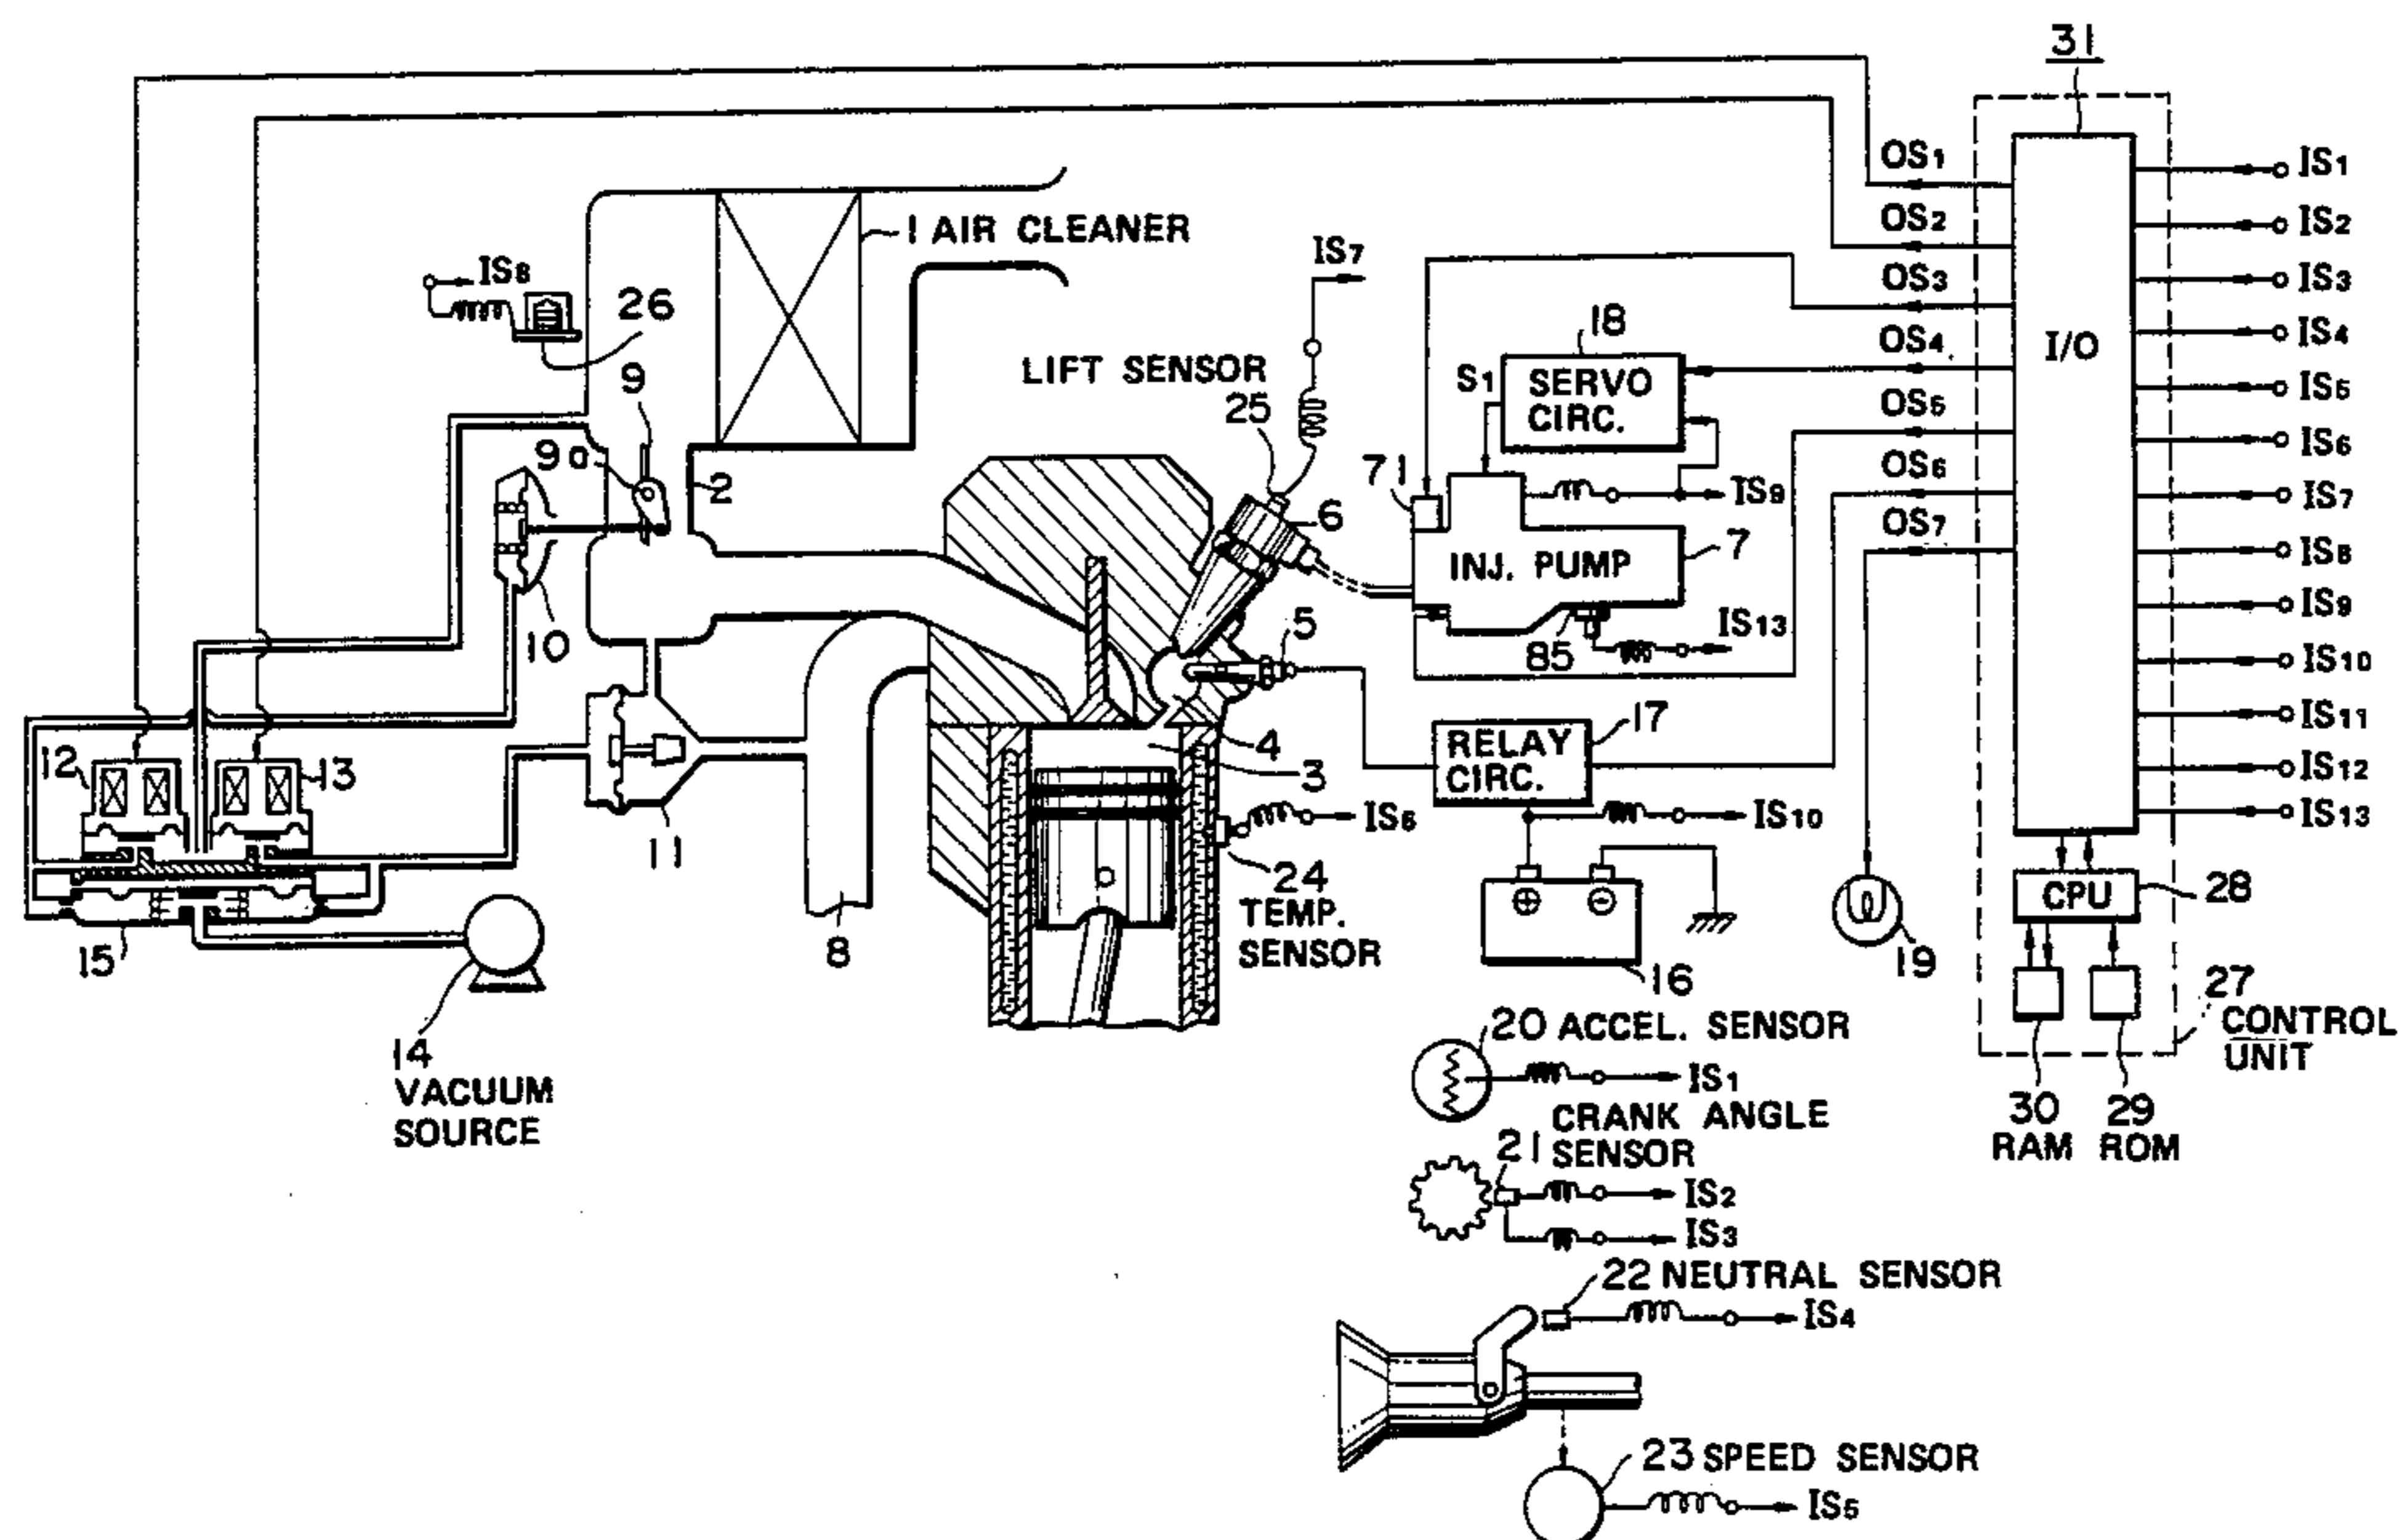 31
OS1
IS1
OS2
IS2
1 AIR CLEANER
IS7
OS3
IS3
IS8
26
18
OS4
I/O
IS4
LIFT SENSOR
25
9
S1
SERVO
CIRC.
OS5
IS5
IS6
9a
2
71
6
IS9
OS6
IS7
OS7
7
INJ. PUMP
IS8
10
5
85
IS13
IS9
IS10
17
IS11
12
13
4
3
RELAY
CIRC.
IS12
11
IS6
IS10
IS13
24
TEMP.
SENSOR
CPU
28
15
8
16
19
27
CONTROL
UNIT
14
VACUUM
SOURCE
20 ACCEL. SENSOR
IS1
30
RAM
29
ROM
CRANK ANGLE
21 SENSOR
IS2
IS3
22 NEUTRAL SENSOR
IS4
23 SPEED SENSOR
IS5